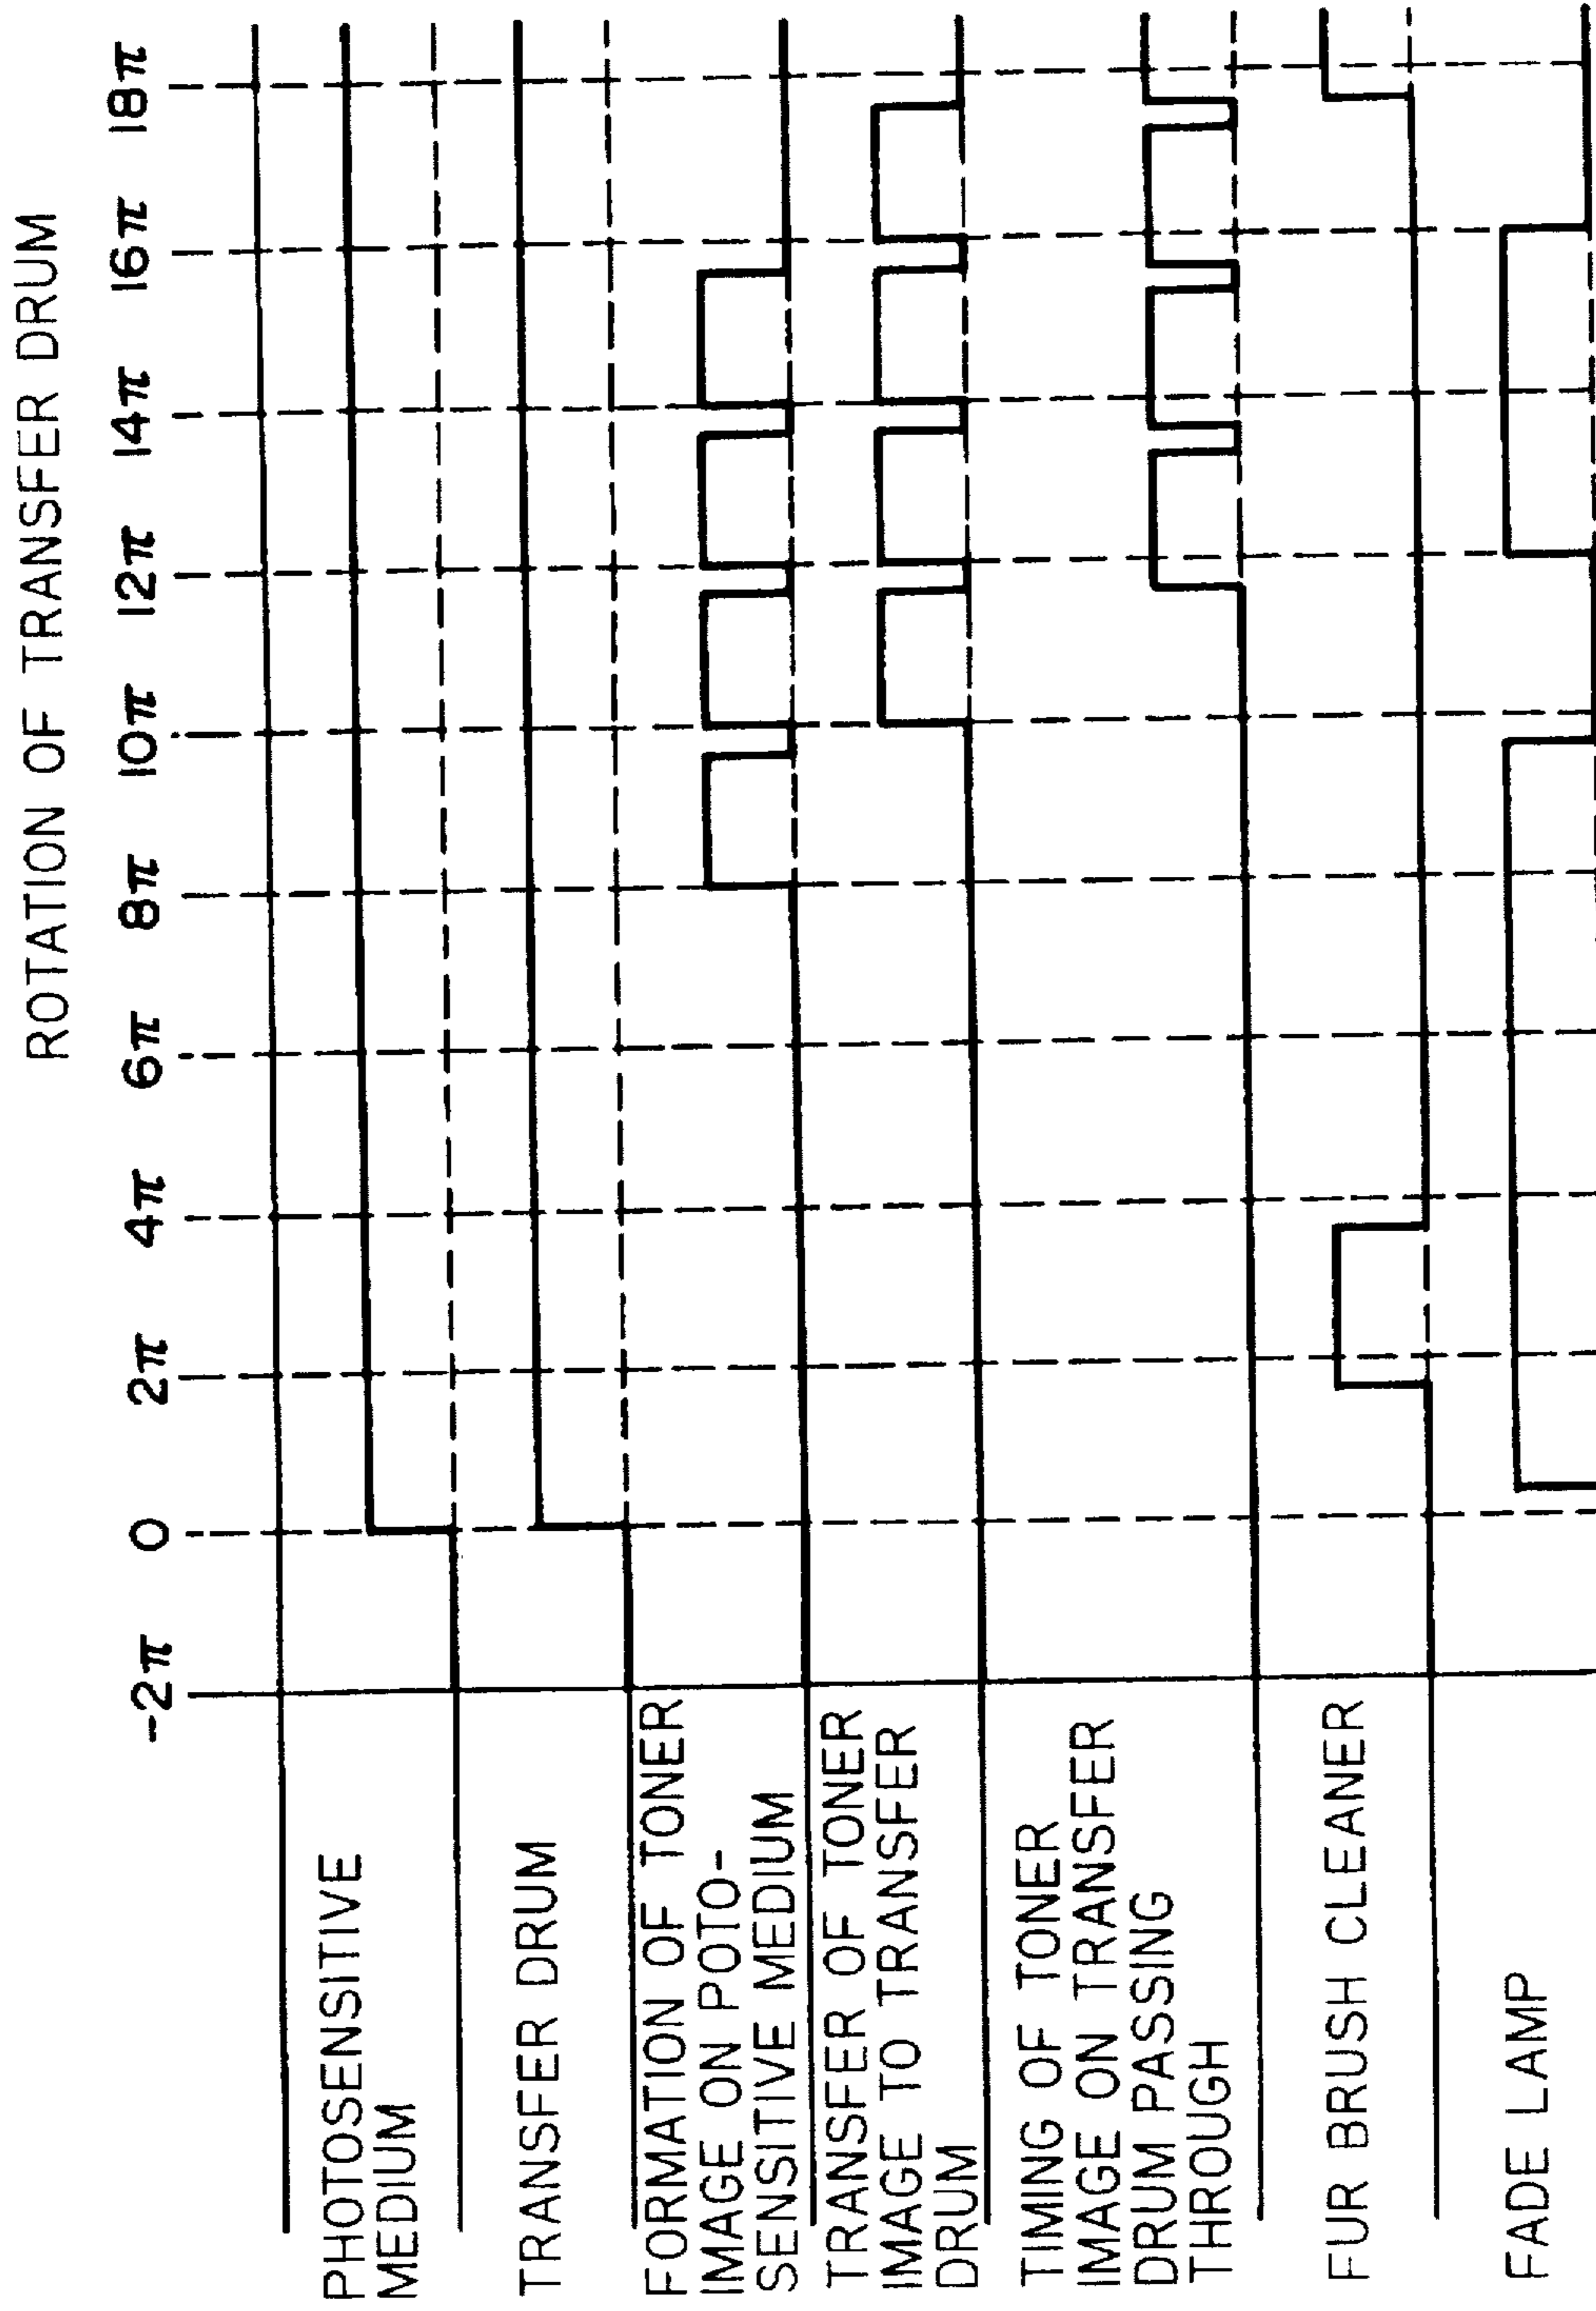 ROTATION OF TRANSFER DRUM
-2π 0 2π 4π 6π 8π 10π 12π 14π 16π 18π
PHOTOSENSITIVE
MEDIUM
TRANSFER DRUM
FORMATION OF TONER
IMAGE ON POTO-
SENSITIVE MEDIUM
TRANSFER OF TONER
IMAGE TO TRANSFER
DRUM
TIMING OF TONER
IMAGE ON TRANSFER
DRUM PASSING
THROUGH
FUR BRUSH CLEANER
FADE LAMP